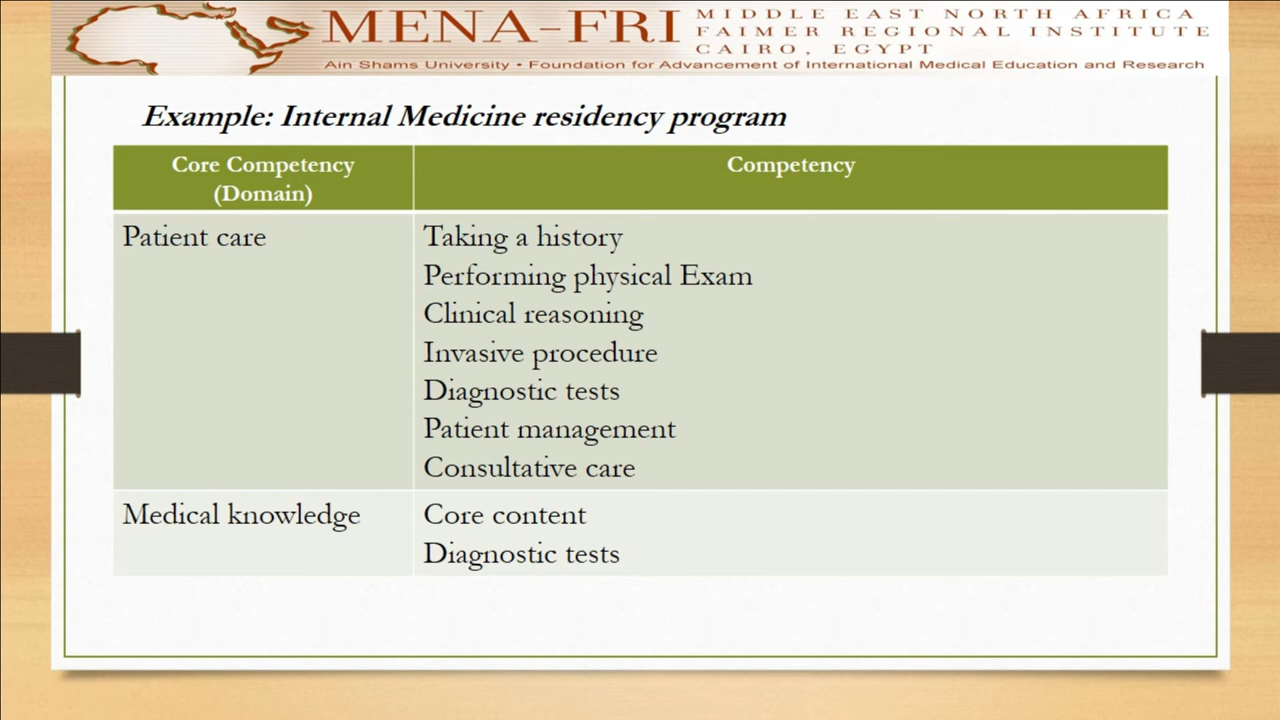 MENA-FRI
MIDDLE EAST NORTH AFRICA
FAIMER REGIONAL INSTITUTE
CAIRO, EGYPT
Ain Shams University • Foundation for Advancement of International Medical Education and Research
Example: Internal Medicine residency program
Core Competency
(Domain)
Competency
Patient care
Taking a history
Performing physical Exam
Clinical reasoning
Invasive procedure
Diagnostic tests
Patient management
Consultative care
Medical knowledge
Core content
Diagnostic tests